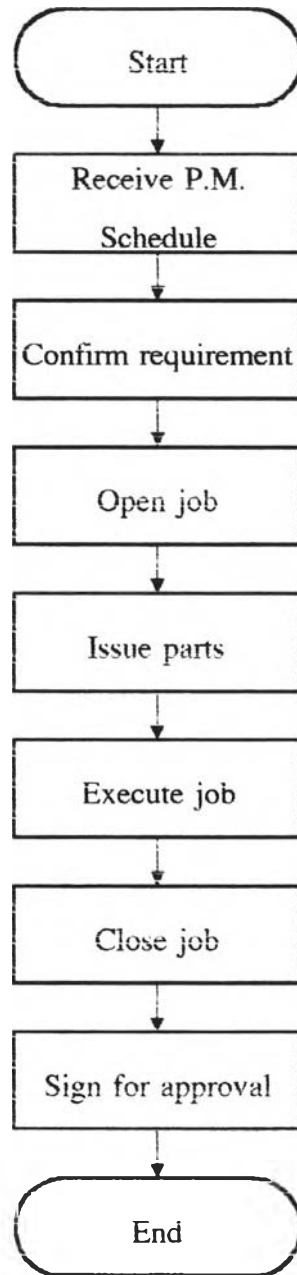 Start
Receive P.M.
Schedule
Confirm requirement
Open job
Issue parts
Execute job
Close job
Sign for approval
End